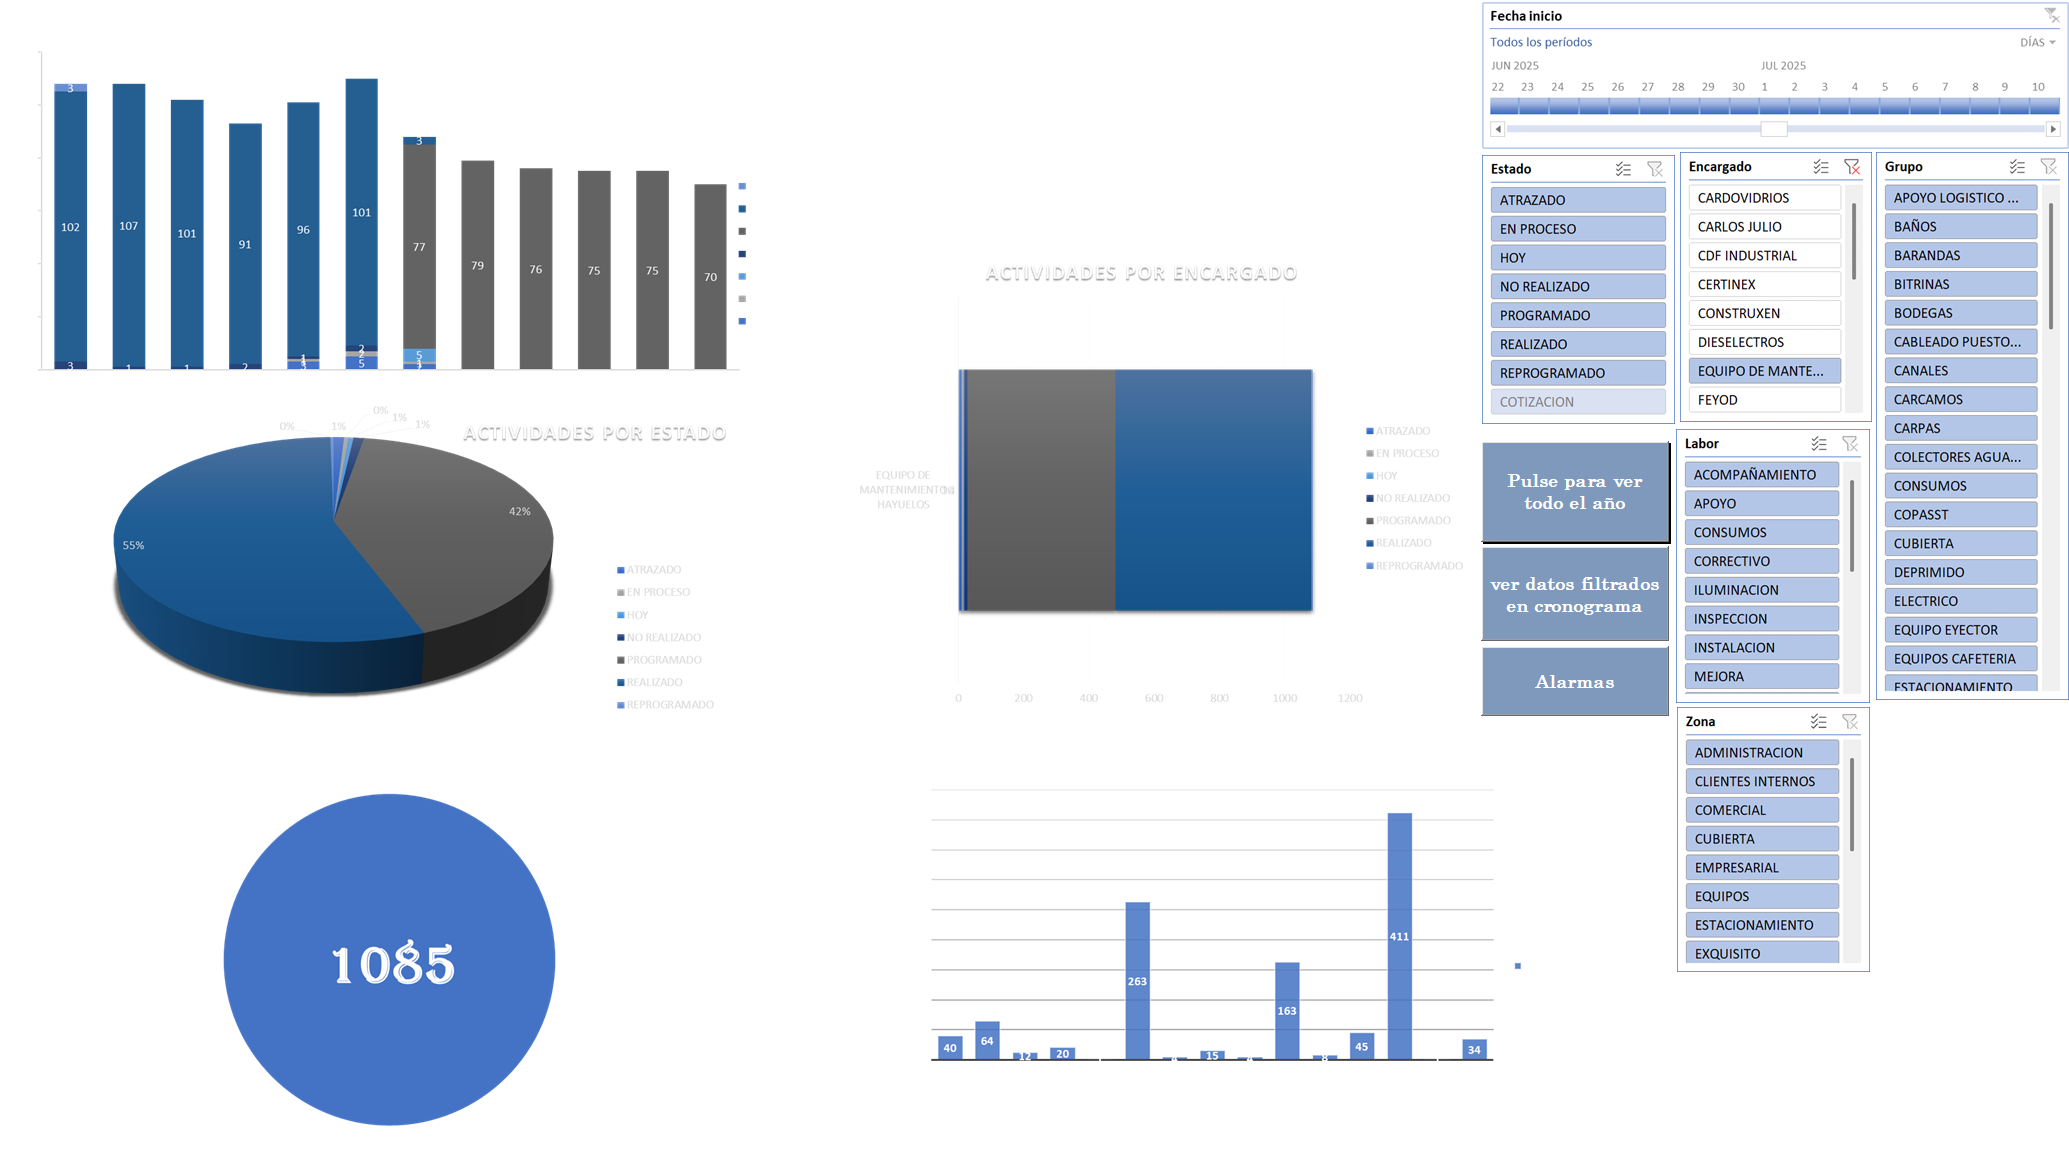 3
102
107
101
91
96
101
3
77
79
76
75
75
70
3
1
1
2
1
2
2
5
5
1
ACTIVIDADES POR ESTADO
0%
1%
0%
1%
1%
42%
55%
ATRAZADO
EN PROCESO
HOY
NO REALIZADO
PROGRAMADO
REALIZADO
REPROGRAMADO
1085
ACTIVIDADES POR ENCARGADO
EQUIPO DE
MANTENIMIENTO
HAYUELOS
0
200
400
600
800
1000
1200
ATRAZADO
EN PROCESO
HOY
NO REALIZADO
PROGRAMADO
REALIZADO
REPROGRAMADO
40
64
12
20
263
4
15
4
163
8
45
411
34
Fecha inicio
Todos los períodos
DÍAS
JUN 2025
JUL 2025
22 23 24 25 26 27 28 29 30 1 2 3 4 5 6 7 8 9 10
Estado
ATRAZADO
EN PROCESO
HOY
NO REALIZADO
PROGRAMADO
REALIZADO
REPROGRAMADO
COTIZACION
Encargado
CARDOVIDRIOS
CARLOS JULIO
CDF INDUSTRIAL
CERTINEX
CONSTRUXEN
DIESELECTROS
EQUIPO DE MANTE...
FEYOD
Grupo
APOYO LOGISTICO ...
BAÑOS
BARANDAS
BITRINAS
BODEGAS
CABLEADO PUESTO...
CANALES
CARCAMOS
CARPAS
COLECTORES AGUA...
CONSUMOS
COPASST
CUBIERTA
DEPRIMIDO
ELECTRICO
EQUIPO EYECTOR
EQUIPOS CAFETERIA
ESTACIONAMIENTO
Pulse para ver
todo el año
ver datos filtrados
en cronograma
Alarmas
Labor
ACOMPAÑAMIENTO
APOYO
CONSUMOS
CORRECTIVO
ILUMINACION
INSPECCION
INSTALACION
MEJORA
Zona
ADMINISTRACION
CLIENTES INTERNOS
COMERCIAL
CUBIERTA
EMPRESARIAL
EQUIPOS
ESTACIONAMIENTO
EXQUISITO